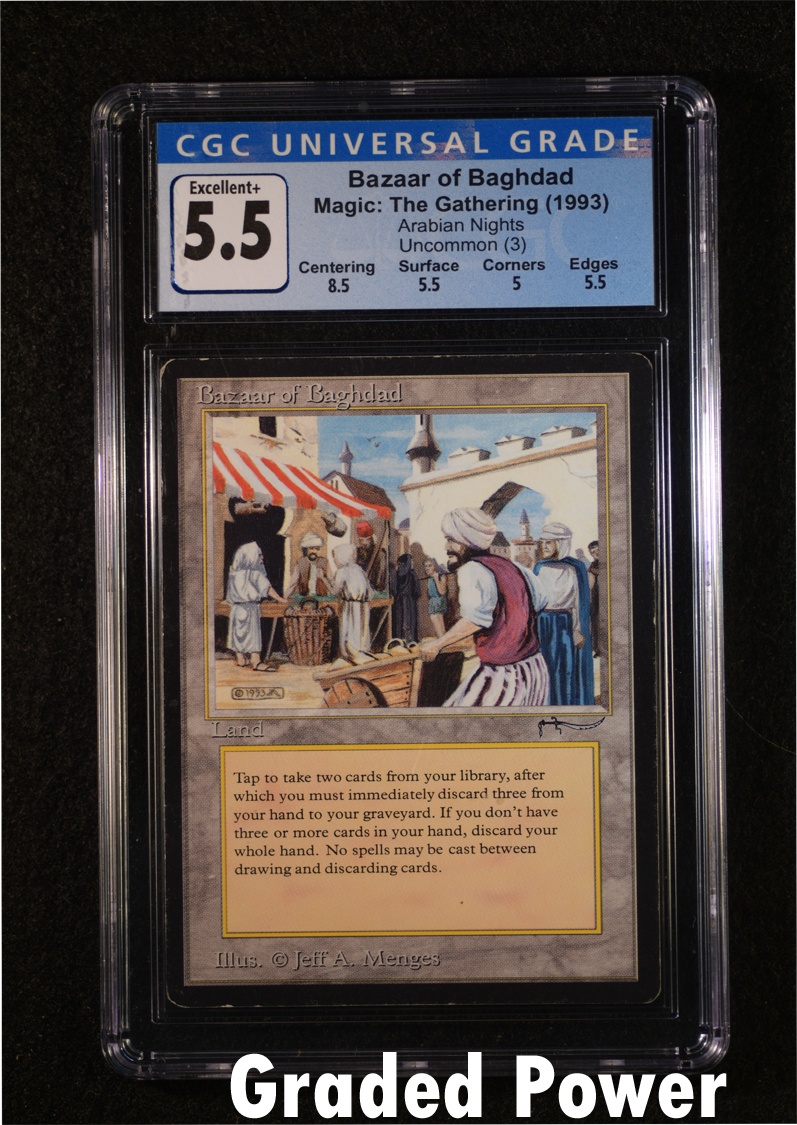 CGC UNIVERSAL GRADE
Excellent+
5.5
Bazaar of Baghdad
Magic: The Gathering (1993)
Arabian Nights
Uncommon (3)
Centering Surface Corners Edges
8.5 5.5 5 5.5
Bazaar of Baghdad
© 1993
Land
Tap to take two cards from your library, after
which you must immediately discard three from
your hand to your graveyard. If you don't have
three or more cards in your hand, discard your
whole hand. No spells may be cast between
drawing and discarding cards.
Illus. © Jeff A. Menges
Graded Power